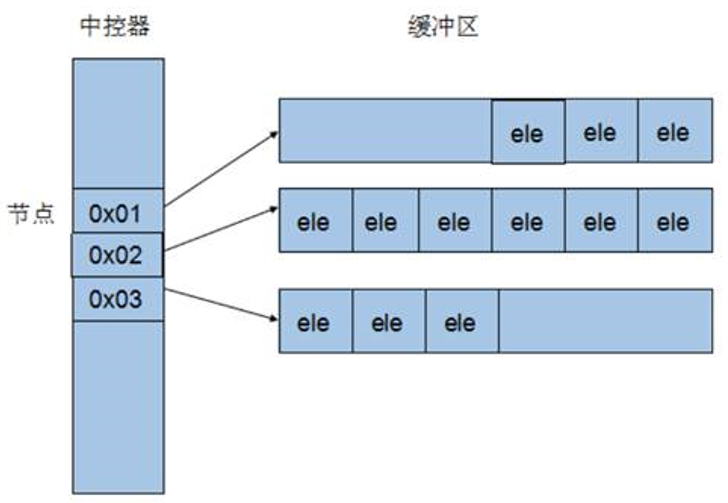 中控器
缓冲区
ele ele ele
节点
0x01
ele ele ele ele ele ele
0x02
0x03
ele ele ele